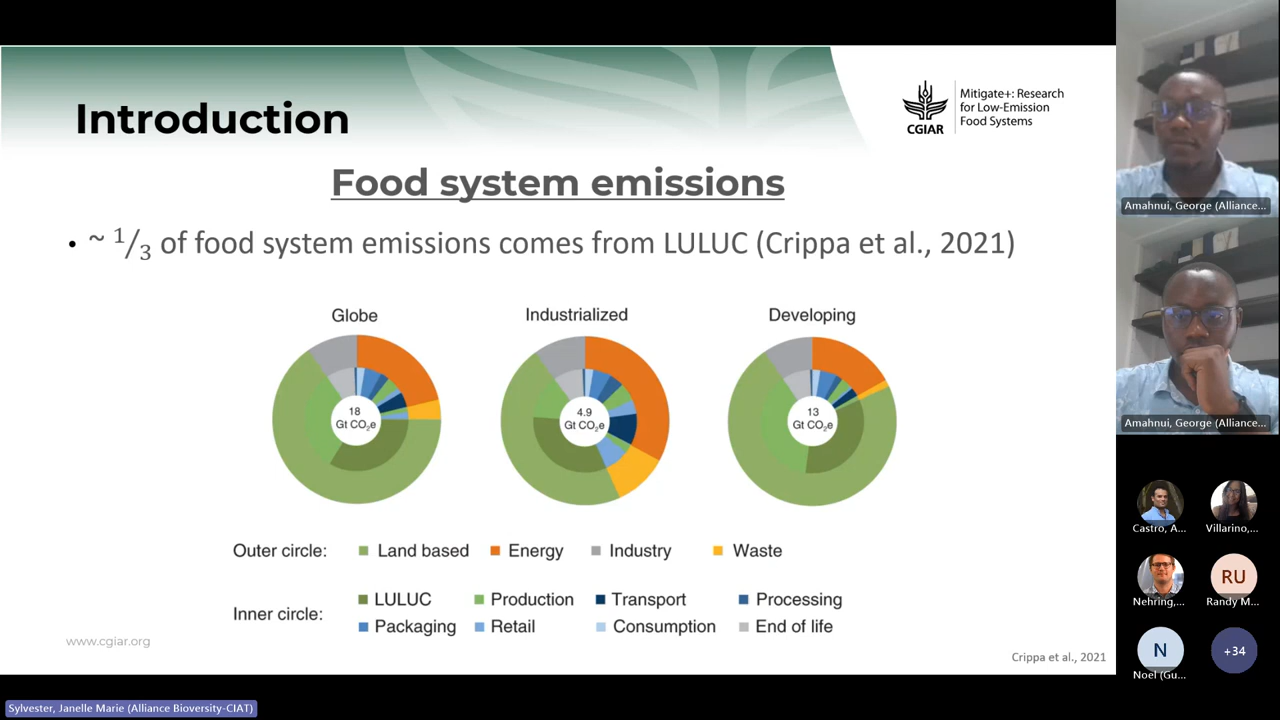 Introduction
CGIAR
Mitigate+: Research
for Low-Emission
Food Systems
Food system emissions
• ~ 1/3 of food system emissions comes from LULUC (Crippa et al., 2021)
Globe
Industrialized
Developing
18
Gt CO₂e
4.9
Gt CO₂e
13
Gt CO₂e
Outer circle: Land based Energy Industry Waste
Inner circle:
LULUC Production Transport Processing
Packaging Retail Consumption End of life
www.cgiar.org
Crippa et al., 2021
Amahnui, George (Alliance...
Amahnui, George (Alliance...
Castro, A...
Villarino,...
Nehring,...
RU
Randy M...
N
Noel (Gu...
+34
Sylvester, Janelle Marie (Alliance Bioversity-CIAT)